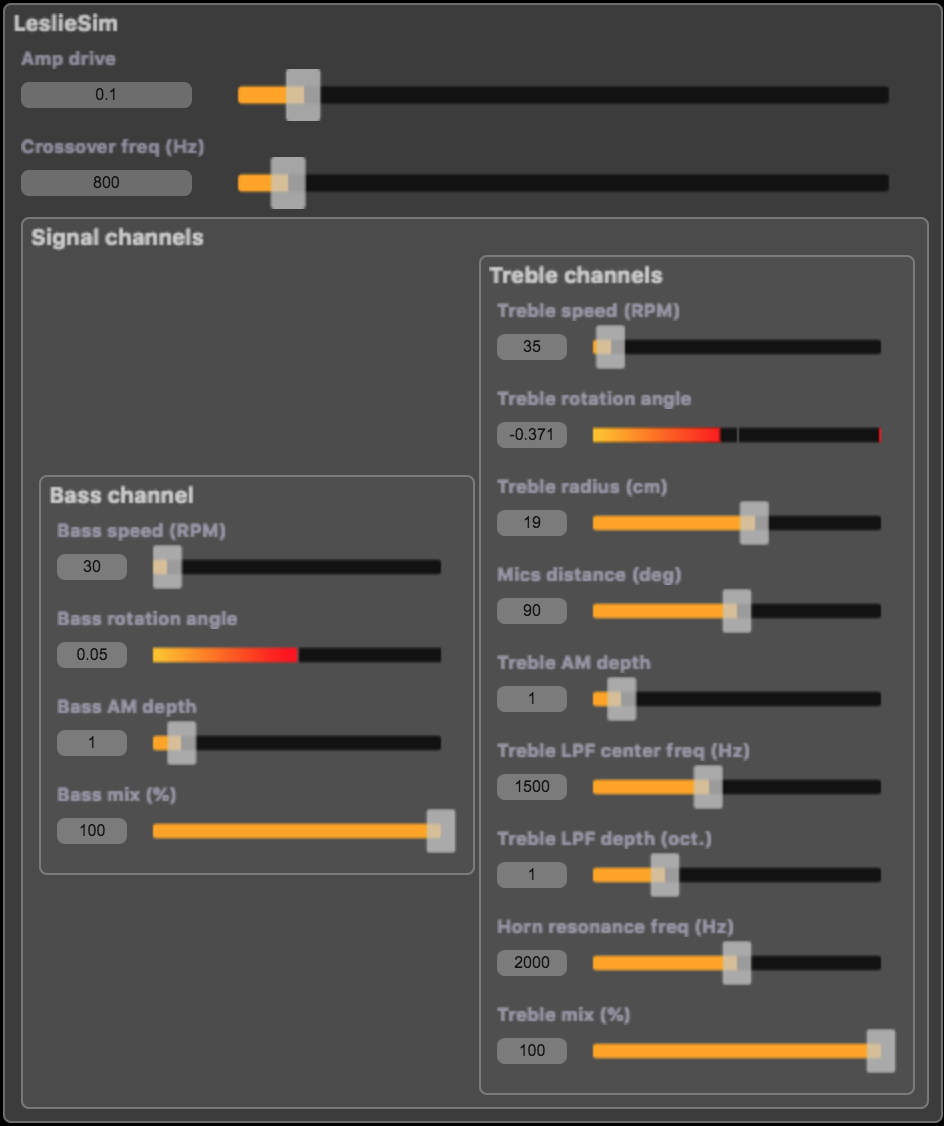 LeslieSim
Amp drive
0.1
Crossover freq (Hz)
800
Signal channels
Bass channel
Bass speed (RPM)
30
Bass rotation angle
0.05
Bass AM depth
1
Bass mix (%)
100
Treble channels
Treble speed (RPM)
35
Treble rotation angle
-0.371
Treble radius (cm)
19
Mics distance (deg)
90
Treble AM depth
1
Treble LPF center freq (Hz)
1500
Treble LPF depth (oct.)
1
Horn resonance freq (Hz)
2000
Treble mix (%)
100